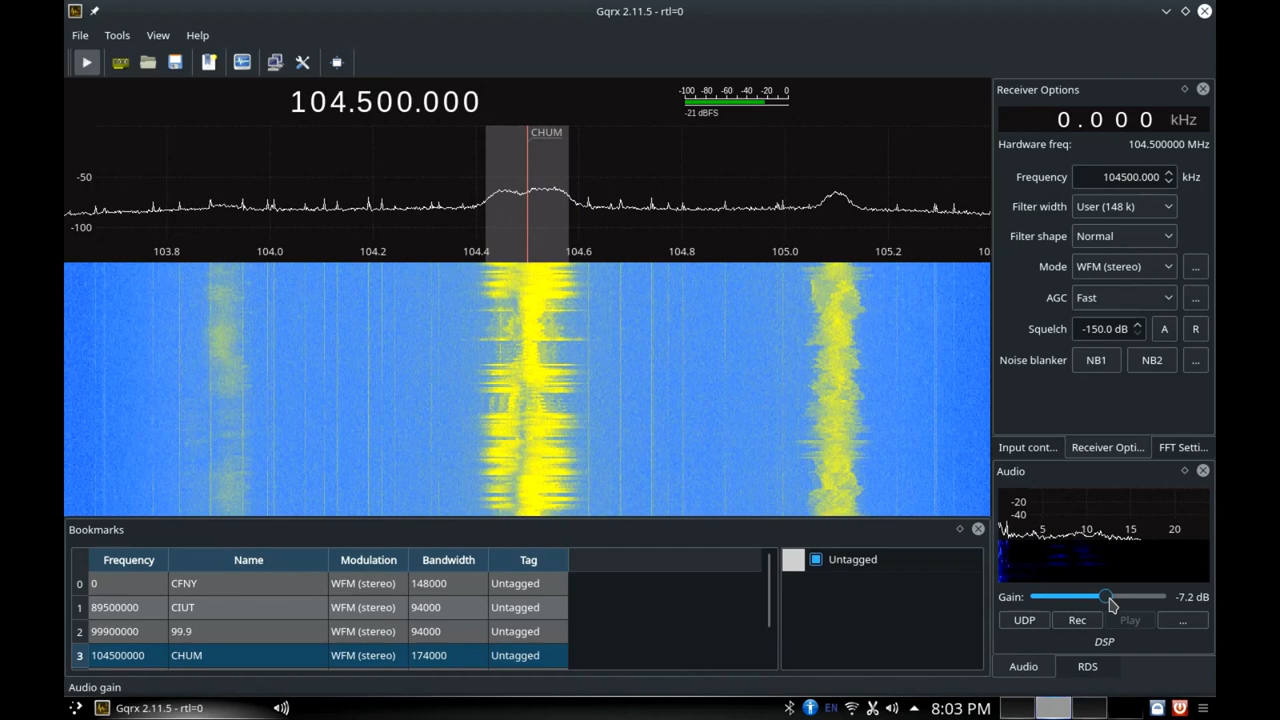 Gqrx 2.11.5 - rtl=0
File Tools View Help
104.500.000
-100 -80 -60 -40 -20 0
-21 dBFS
CHUM
-50
-100
103.8 104.0 104.2 104.4 104.6 104.8 105.0 105.2 10
Receiver Options
0.000 kHz
Hardware freq: 104.500000 MHz
Frequency 104500.000 kHz
Filter width User (148 k)
Filter shape Normal
Mode WFM (stereo) ...
AGC Fast ...
Squelch -150.0 dB A R
Noise blanker NB1 NB2 ...
Input cont... Receiver Opti... FFT Setti...
Audio
-20
-40
5 10 15 20
Gain: -7.2 dB
UDP Rec Play ...
DSP
Audio RDS
Bookmarks
Frequency Name Modulation Bandwidth Tag
0 0 CFNY WFM (stereo) 148000 Untagged
1 89500000 CIUT WFM (stereo) 94000 Untagged
2 99900000 99.9 WFM (stereo) 94000 Untagged
3 104500000 CHUM WFM (stereo) 174000 Untagged
Untagged
Audio gain
Gqrx 2.11.5 - rtl=0
EN 8:03 PM